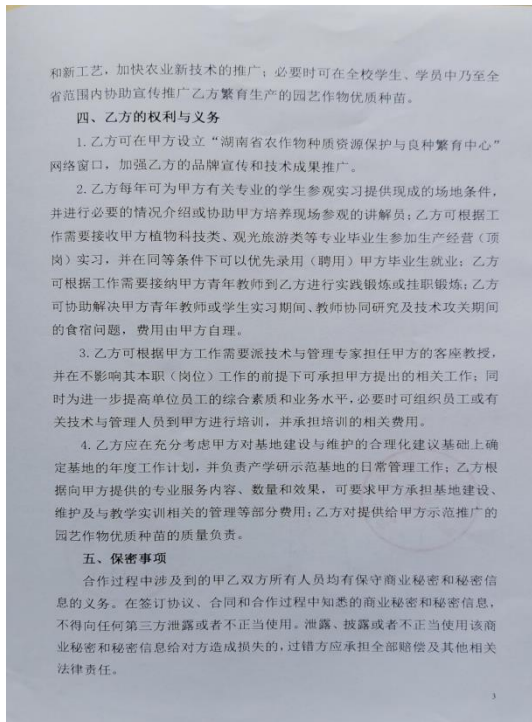 和新工艺，加快农业新技术的推广；必要时可在全校学生、学员中乃至全
省范围内协助宣传推广乙方繁育生产的园艺作物优质种苗。
四、乙方的权利与义务
1.乙方可在甲方设立“湖南省农作物种质资源保护与良种繁育中心”
网络窗口，加强乙方的品牌宣传和技术成果推广。
2.乙方每年可为甲方有关专业的学生参观实习提供现成的场地条件，
并进行必要的情况介绍或协助甲方培养现场参观的讲解员；乙方可根据工
作需要接收甲方植物科技类、观光旅游类等专业毕业生参加生产经营（顶
岗）实习，并在同等条件下可以优先录用（聘用）甲方毕业生就业；乙方
可根据工作需要接纳甲方青年教师到乙方进行实践锻炼或挂职锻炼；乙方
可协助解决甲方青年教师或学生实习期间、教师协同研究及技术攻关期间
的食宿问题，费用由甲方自理。
3.乙方可根据甲方工作需要派技术与管理专家担任甲方的客座教授，
并在不影响其本职（岗位）工作的前提下可承担甲方提出的相关工作；同
时为进一步提高单位员工的综合素质和业务水平，必要时可组织员工或有
关技术与管理人员到甲方进行培训，并承担培训的相关费用。
4.乙方应在充分考虑甲方对基地建设与维护的合理化建议基础上确
定基地的年度工作计划，并负责产学研示范基地的日常管理工作；乙方根
据向甲方提供的专业服务内容、数量和效果，可要求甲方承担基地建设、
维护及与教学实训相关的管理等部分费用；乙方对提供给甲方示范推广的
园艺作物优质种苗的质量负责。
五、保密事项
合作过程中涉及到的甲乙双方所有人员均有保守商业秘密和秘密信
息的义务。在签订协议、合同和合作过程中知悉的商业秘密和秘密信息，
不得向任何第三方泄露或者不正当使用。泄露、披露或者不正当使用该商
业秘密和秘密信息给对方造成损失的，过错方应承担全部赔偿及其他相关
法律责任。
3